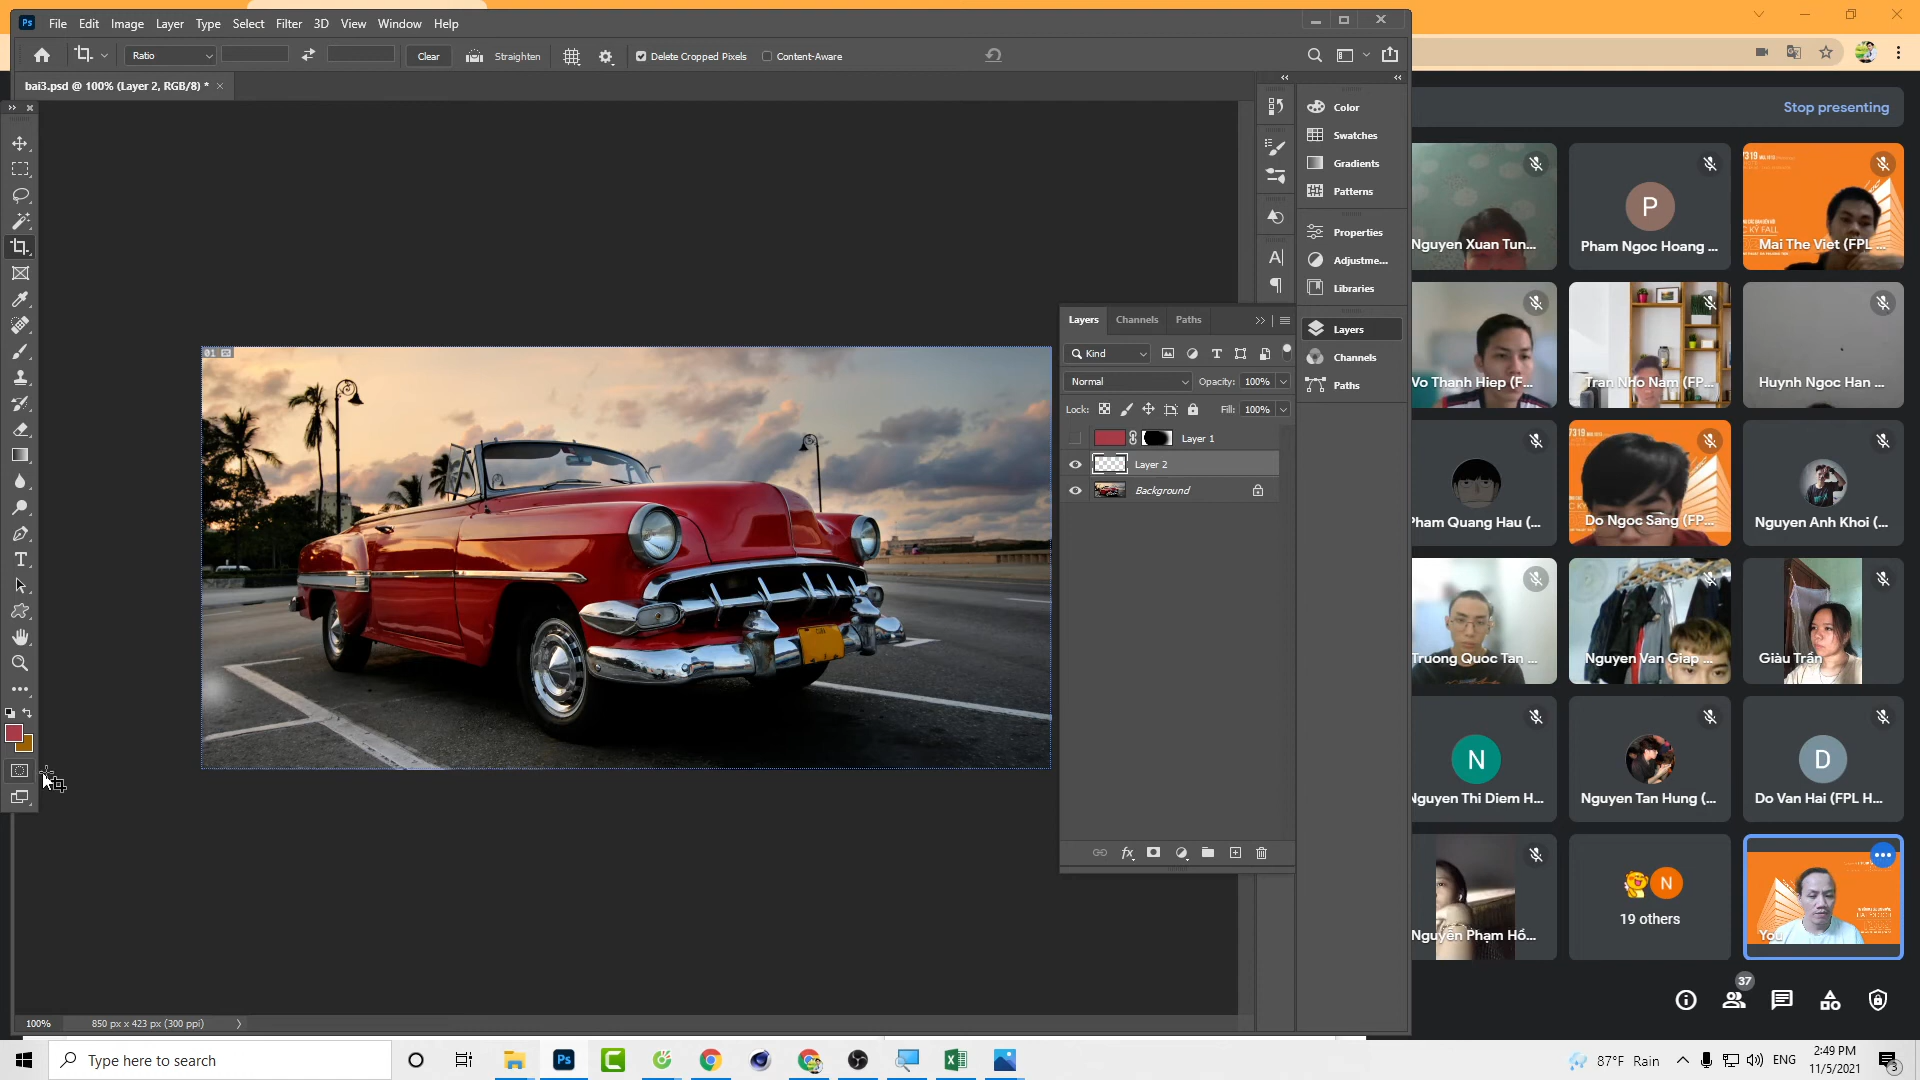 Ps File Edit Image Layer Type Select Filter 3D View Window Help
Ratio Clear Straighten Delete Cropped Pixels Content-Aware
bai3.psd @ 100% (Layer 2, RGB/8) * ×
Stop presenting
01
Color
Swatches
Gradients
Patterns
Properties
Adjustme...
Libraries
Layers
Channels
Paths
Layers Channels Paths
Kind
Normal Opacity: 100%
Lock: Fill: 100%
Layer 1
Layer 2
Background
Nguyen Xuan Tun...
P
Pham Ngoc Hoang ...
Mai The Viet (FPL ...
Vo Thanh Hiep (F...
Tran Nho Nam (FP...
Huynh Ngoc Han ...
Pham Quang Hau (...
Do Ngoc Sang (FP...
Nguyen Anh Khoi (...
Truong Quoc Tan ...
Nguyen Van Giap ...
Giàu Trần
N
Nguyen Thi Diem H...
Nguyen Tan Hung (...
D
Do Van Hai (FPL H...
Nguyễn Phạm Hồ...
N
19 others
You
37
100% 850 px x 423 px (300 ppi)
Type here to search
87°F Rain
ENG
2:49 PM
11/5/2021
3